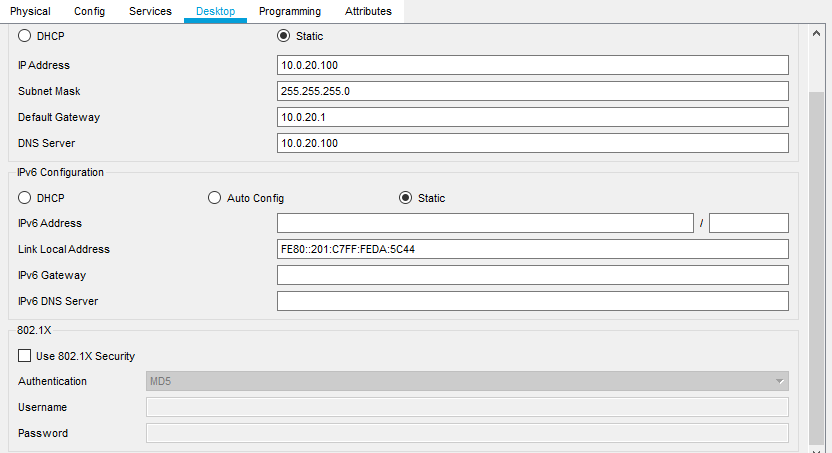 Physical Config Services Desktop Programming Attributes
DHCP Static
IP Address 10.0.20.100
Subnet Mask 255.255.255.0
Default Gateway 10.0.20.1
DNS Server 10.0.20.100
IPv6 Configuration
DHCP Auto Config Static
IPv6 Address /
Link Local Address FE80::201:C7FF:FEDA:5C44
IPv6 Gateway
IPv6 DNS Server
802.1X
Use 802.1X Security
Authentication MD5
Username
Password